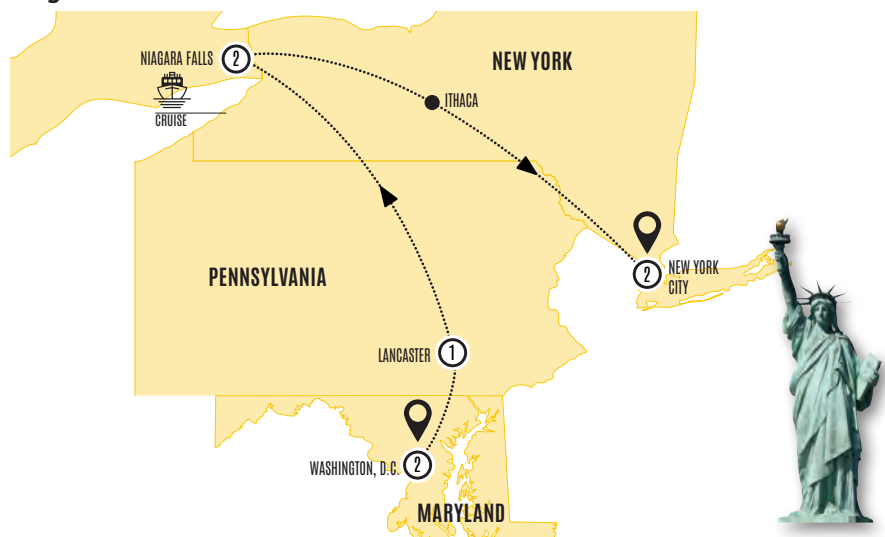 NIAGARA FALLS
2
NEW YORK
ITHACA
CRUISE
PENNSYLVANIA
2
NEW YORK
CITY
LANCASTER
1
WASHINGTON, D.C.
2
MARYLAND